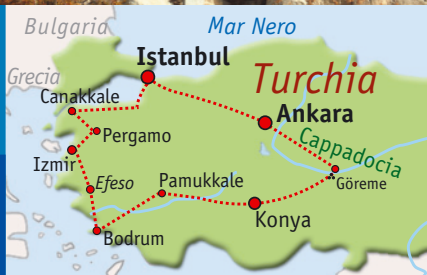 Bulgaria
Mar Nero
Istanbul
Grecia
Turchia
Canakkale
Ankara
Pergamo
Cappadocia
Izmir
Efeso
Pamukkale
Göreme
Konya
Bodrum